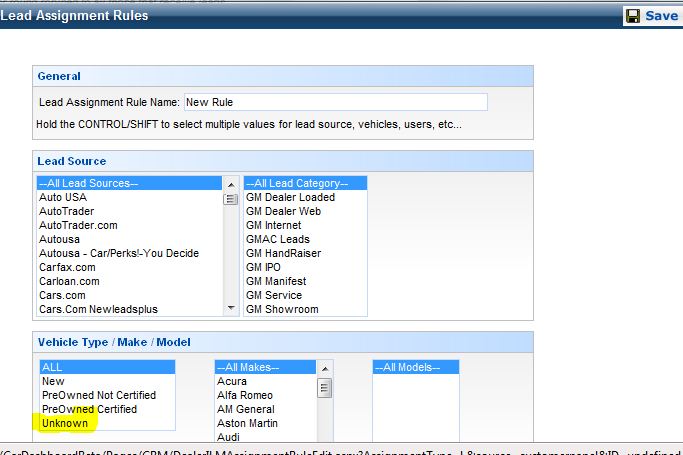 Lead Assignment Rules
Save
General
Lead Assignment Rule Name: New Rule
Hold the CONTROL/SHIFT to select multiple values for lead source, vehicles, users, etc...
Lead Source
--All Lead Sources--
Auto USA
AutoTrader
AutoTrader.com
Autousa
Autousa - Car/Perks!-You Decide
Carfax.com
Carloan.com
Cars.com
Cars.Com Newleadsplus
--All Lead Category--
GM Dealer Loaded
GM Dealer Web
GM Internet
GMAC Leads
GM HandRaiser
GM IPO
GM Manifest
GM Service
GM Showroom
Vehicle Type / Make / Model
ALL
New
PreOwned Not Certified
PreOwned Certified
Unknown
--All Makes--
Acura
Alfa Romeo
AM General
Aston Martin
Audi
--All Models--